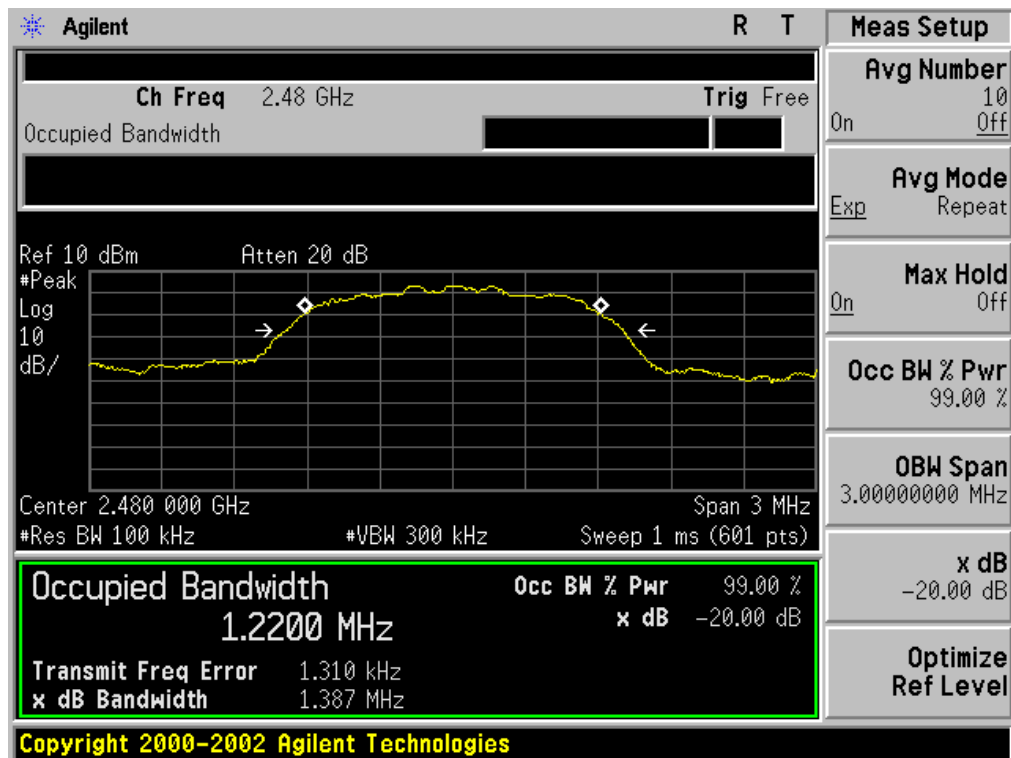 Agilent R T
Ch Freq 2.48 GHz Trig Free
Occupied Bandwidth
Ref 10 dBm Atten 20 dB
#Peak
Log
10
dB/
Center 2.480 000 GHz Span 3 MHz
#Res BW 100 kHz #VBW 300 kHz Sweep 1 ms (601 pts)
Occupied Bandwidth Occ BW % Pwr 99.00 %
1.2200 MHz x dB -20.00 dB
Transmit Freq Error 1.310 kHz
x dB Bandwidth 1.387 MHz
Copyright 2000-2002 Agilent Technologies
Meas Setup
Avg Number
10
On Off
Avg Mode
Exp Repeat
Max Hold
On Off
Occ BW % Pwr
99.00 %
OBW Span
3.00000000 MHz
x dB
-20.00 dB
Optimize
Ref Level